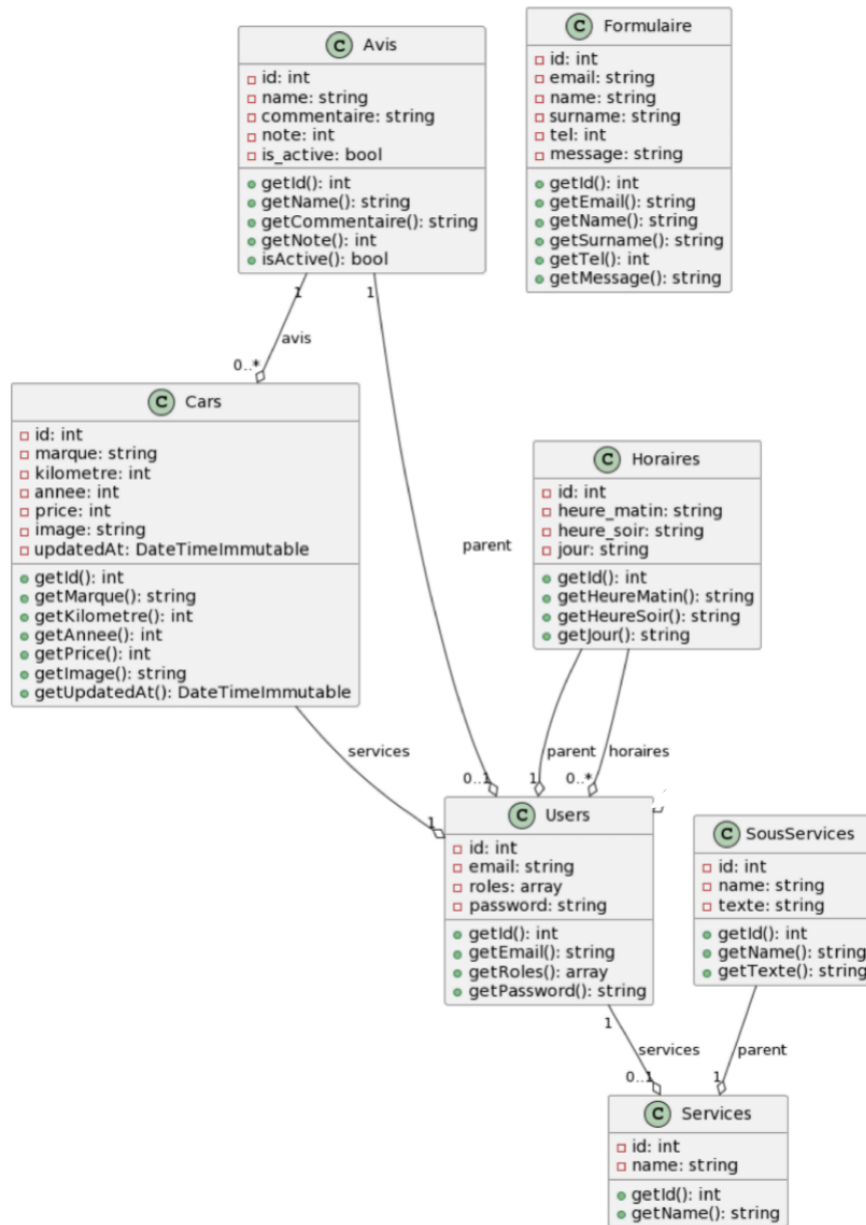 C Avis
id: int
name: string
commentaire: string
note: int
is_active: bool
getId(): int
getName(): string
getCommentaire(): string
getNote(): int
isActive(): bool
C Formulaire
id: int
email: string
name: string
surname: string
tel: int
message: string
getId(): int
getEmail(): string
getName(): string
getSurname(): string
getTel(): int
getMessage(): string
1
1
avis
0..*
C Cars
id: int
marque: string
kilometre: int
annee: int
price: int
image: string
updatedAt: DateTimeImmutable
getId(): int
getMarque(): string
getKilometre(): int
getAnnee(): int
getPrice(): int
getImage(): string
getUpdatedAt(): DateTimeImmutable
parent
C Horaires
id: int
heure_matin: string
heure_soir: string
jour: string
getId(): int
getHeureMatin(): string
getHeureSoir(): string
getJour(): string
services
parent
horaires
0..1
1
0..*
1
C Users
id: int
email: string
roles: array
password: string
getId(): int
getEmail(): string
getRoles(): array
getPassword(): string
C SousServices
id: int
name: string
texte: string
getId(): int
getName(): string
getTexte(): string
1
services
parent
0..1
1
C Services
id: int
name: string
getId(): int
getName(): string